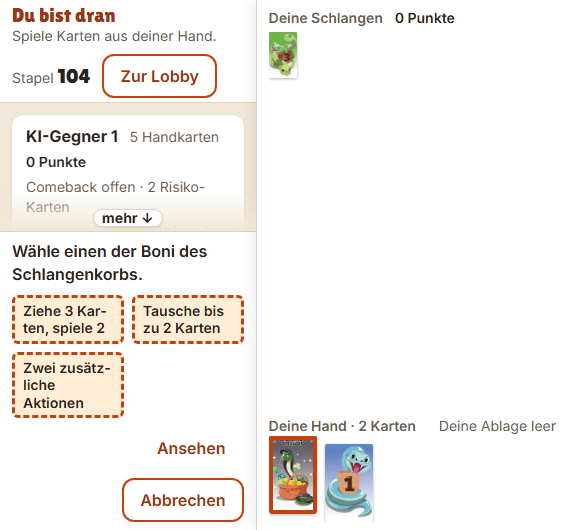 Du bist dran
Spiele Karten aus deiner Hand.
Stapel 104
Zur Lobby
KI-Gegner 1 5 Handkarten
0 Punkte
Comeback offen · 2 Risiko-
Karten
mehr ↓
Wähle einen der Boni des
Schlangenkorbs.
Ziehe 3 Kar-
ten, spiele 2
Tausche bis
zu 2 Karten
Zwei zusätz-
liche
Aktionen
Ansehen
Abbrechen
Deine Schlangen 0 Punkte
Deine Hand · 2 Karten
Deine Ablage leer
1